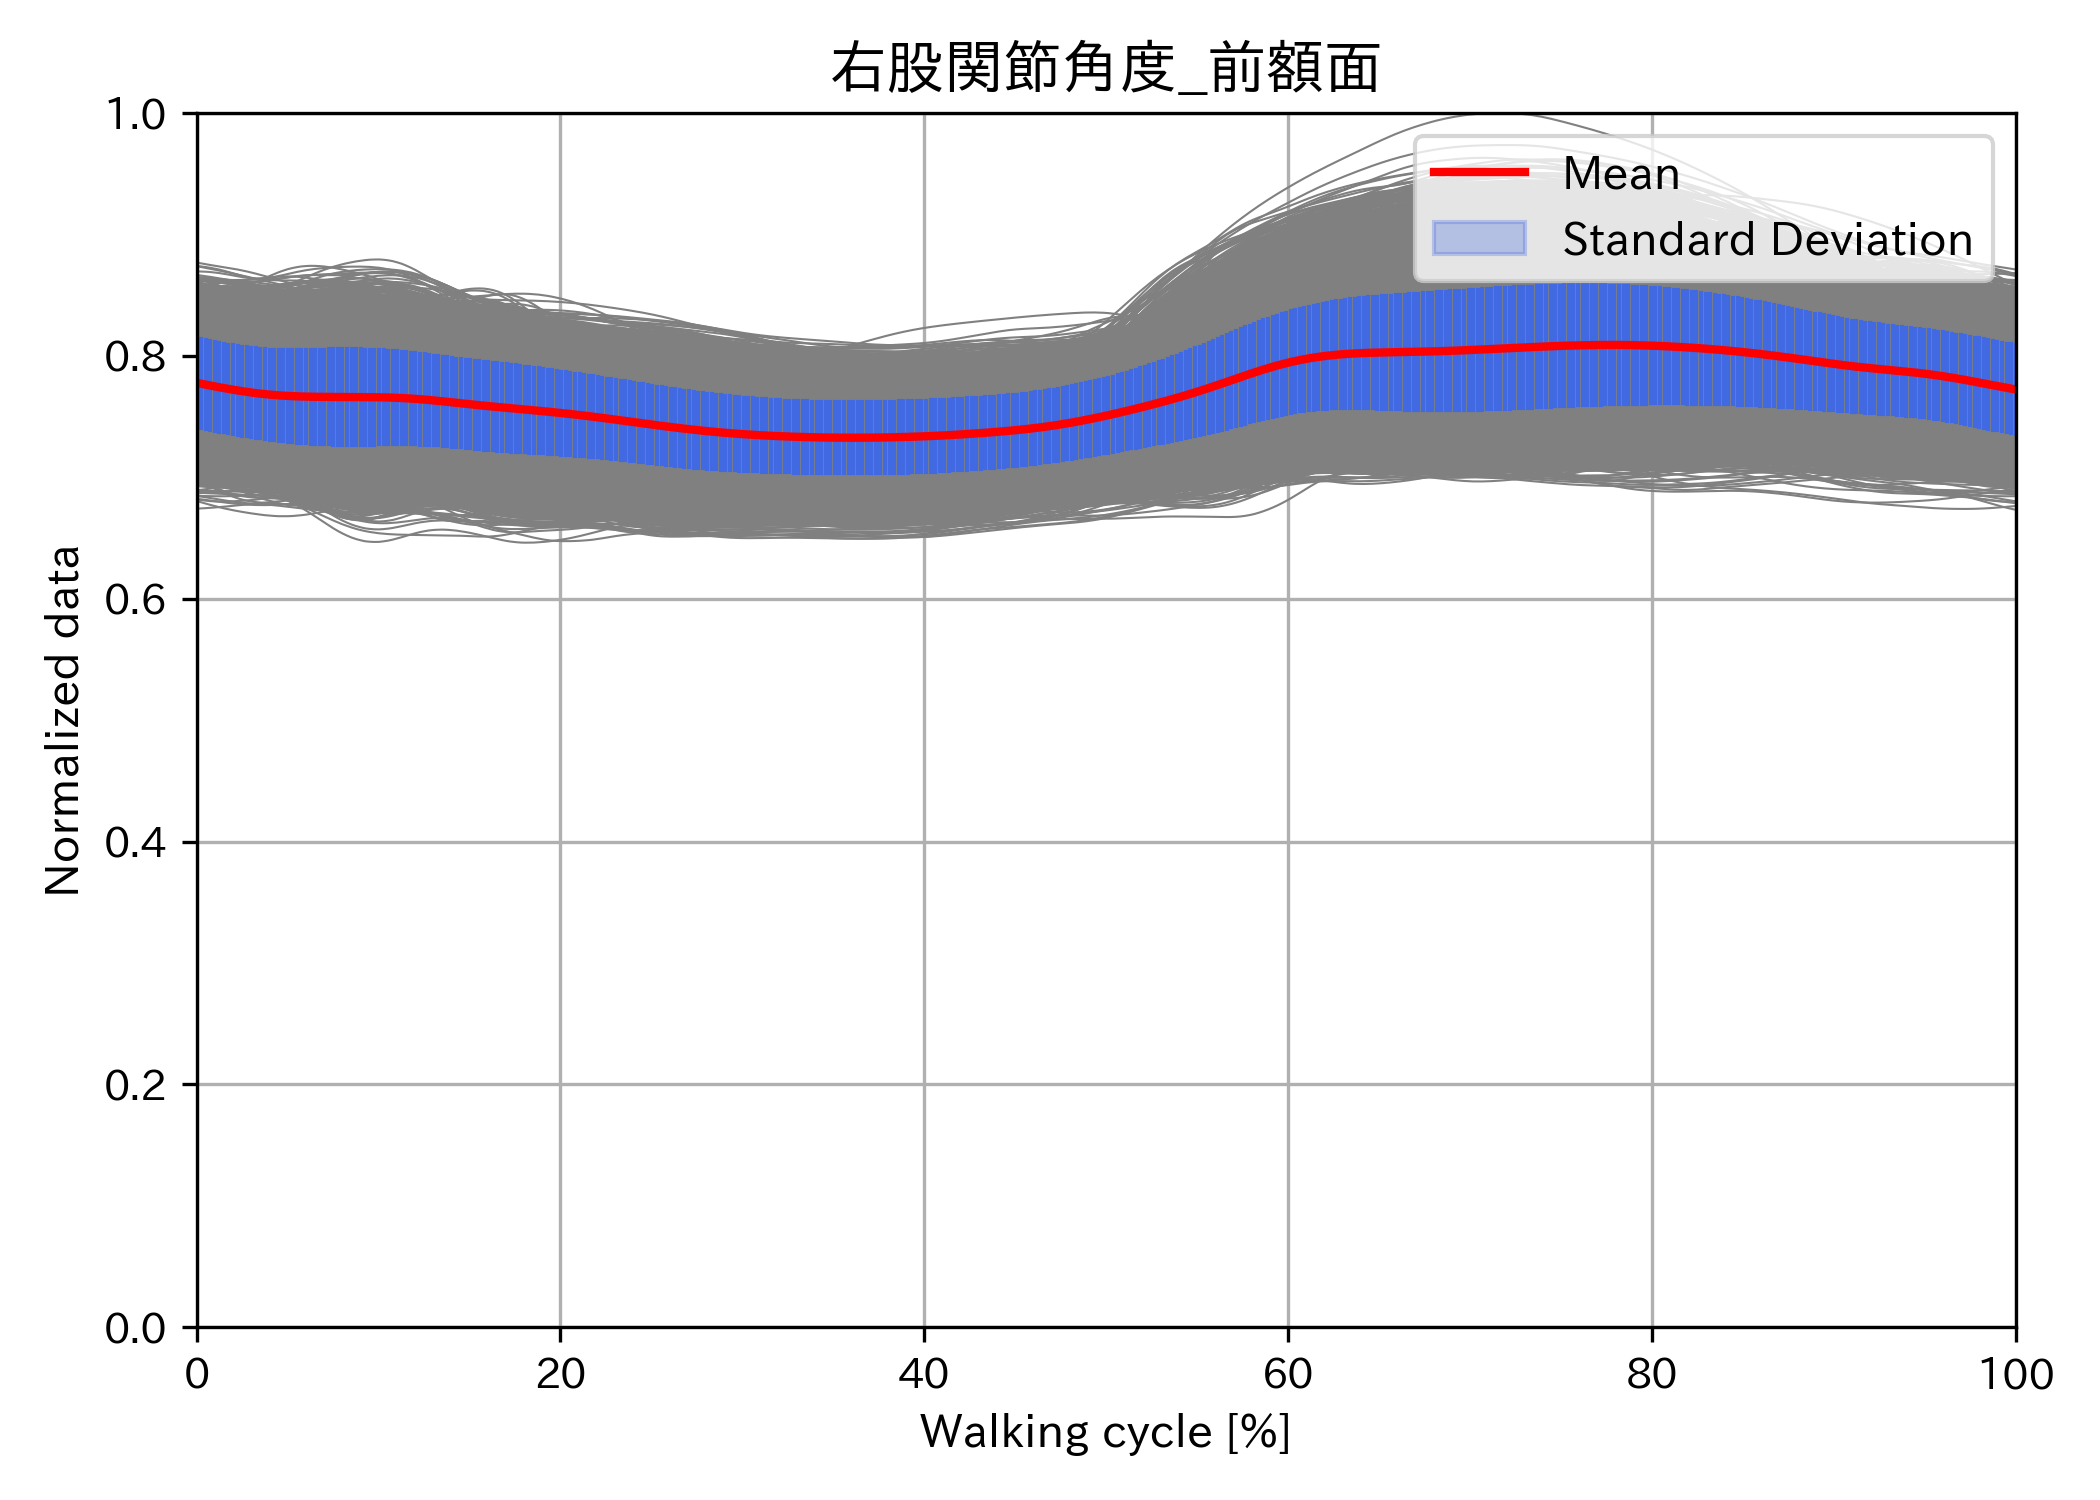 右股関節角度_前額面
Mean
Standard Deviation
Normalized data
1.0
0.8
0.6
0.4
0.2
0.0
0 20 40 60 80 100
Walking cycle [%]